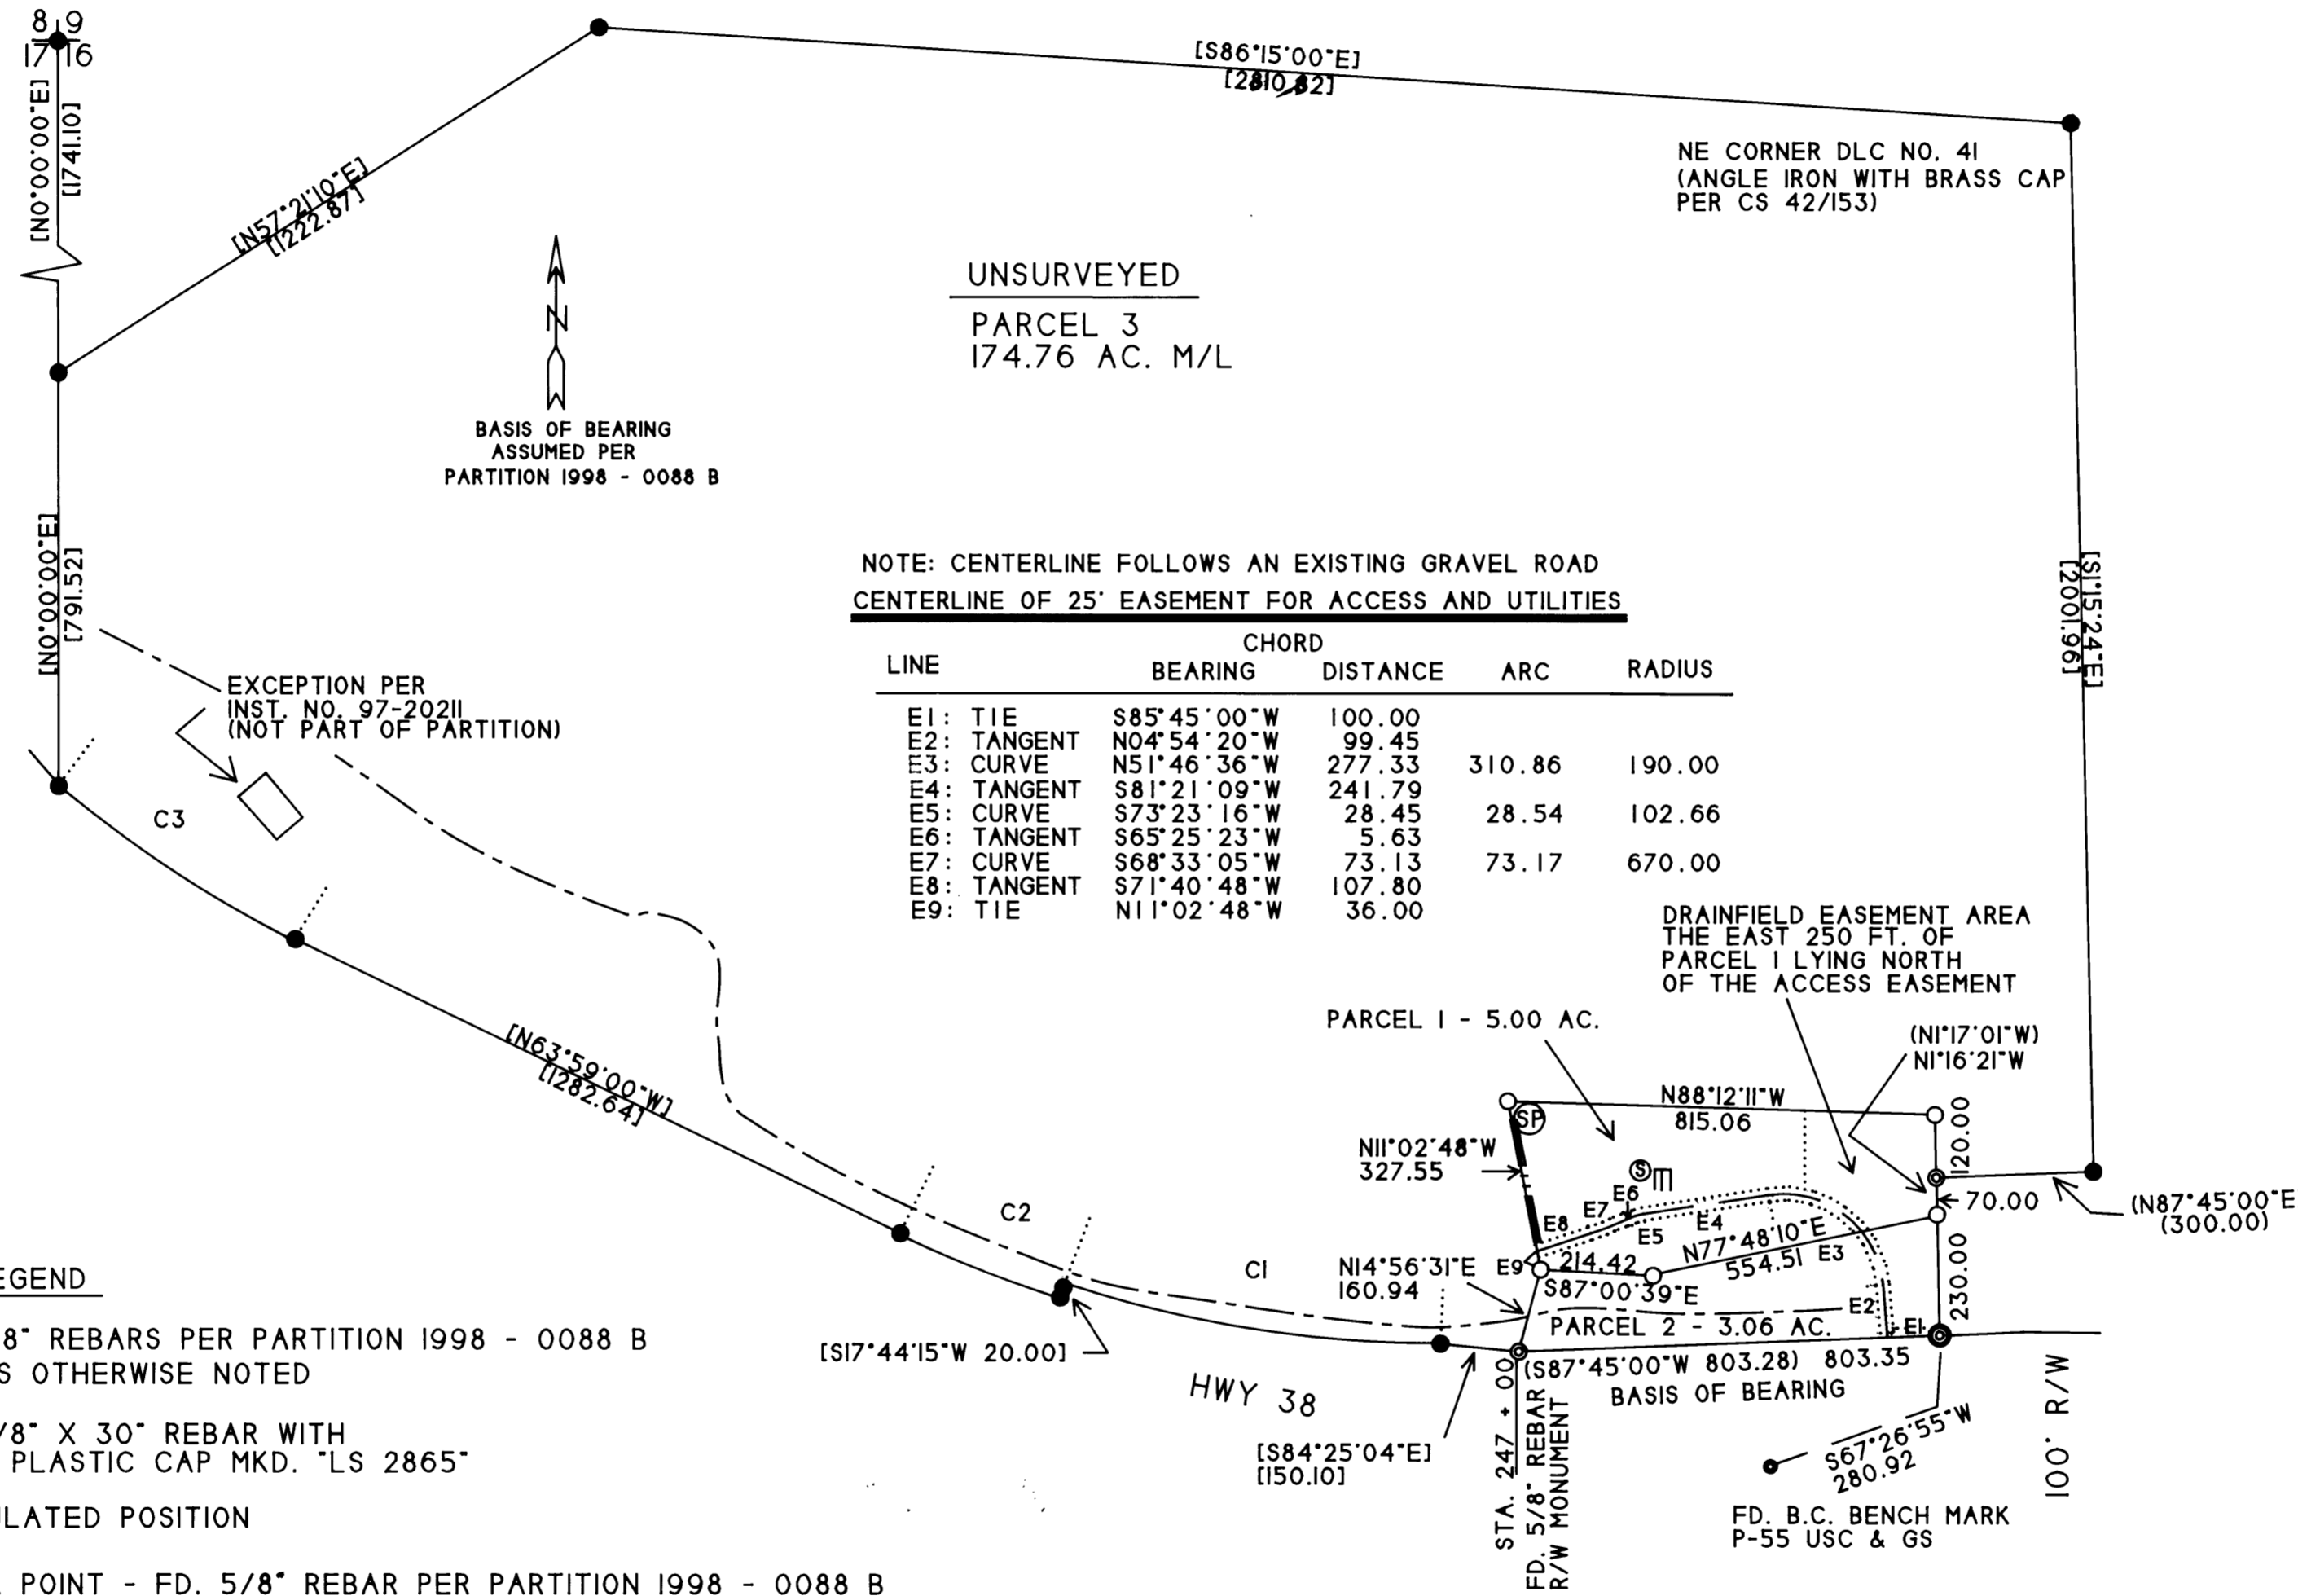 8 9
17 16
[N0°00'00"E]
[1741.10]
[N57°21'10"E]
[1222.87]
[S86°15'00"E]
NE CORNER DLC NO. 41
(ANGLE IRON WITH BRASS CAP
PER CS 42/153)
UNSURVEYED
PARCEL 3
174.76 AC. M/L
N
BASIS OF BEARING
ASSUMED PER
PARTITION 1998 - 0088 B
[N0°00'00"E]
[791.52]
[S1°15'24"E]
[2001.96]
NOTE: CENTERLINE FOLLOWS AN EXISTING GRAVEL ROAD
CENTERLINE OF 25' EASEMENT FOR ACCESS AND UTILITIES
CHORD
LINE BEARING DISTANCE ARC RADIUS
E1: TIE S85°45'00"W 100.00
E2: TANGENT N04°54'20"W 99.45
E3: CURVE N51°46'36"W 277.33 310.86 190.00
E4: TANGENT S81°21'09"W 241.79
E5: CURVE S73°23'16"W 28.45 28.54 102.66
E6: TANGENT S65°25'23"W 5.63
E7: CURVE S68°33'05"W 73.13 73.17 670.00
E8: TANGENT S71°40'48"W 107.80
E9: TIE N11°02'48"W 36.00
EXCEPTION PER
INST. NO. 97-20211
(NOT PART OF PARTITION)
C3
[N63°59'00"W]
[1282.64]
C2
C1
DRAINFIELD EASEMENT AREA
THE EAST 250 FT. OF
PARCEL 1 LYING NORTH
OF THE ACCESS EASEMENT
PARCEL 1 - 5.00 AC.
(N1°17'01"W)
N1°16'21"W
N88°12'11"W
815.06
SP
120.00
N11°02'48"W
327.55
S
70.00
(N87°45'00"E
(300.00)
E6
E7
E8
E5
E4
E3
N77°48'10"E
554.51
E9
214.42
S87°00'39"E
230.00
N14°56'31"E
160.94
E2
E1
PARCEL 2 - 3.06 AC.
(S87°45'00"W 803.28) 803.35
BASIS OF BEARING
[S17°44'15"W 20.00]
HWY 38
[S84°25'04"E]
[150.10]
STA. 247 + 00
FD. 5/8" REBAR
R/W MONUMENT
S67°26'55"W
280.92
100' R/W
FD. B.C. BENCH MARK
P-55 USC & GS
EGEND
8" REBARS PER PARTITION 1998 - 0088 B
S OTHERWISE NOTED
/8" X 30" REBAR WITH
PLASTIC CAP MKD. "LS 2865"
LATED POSITION
POINT - FD. 5/8" REBAR PER PARTITION 1998 - 0088 B